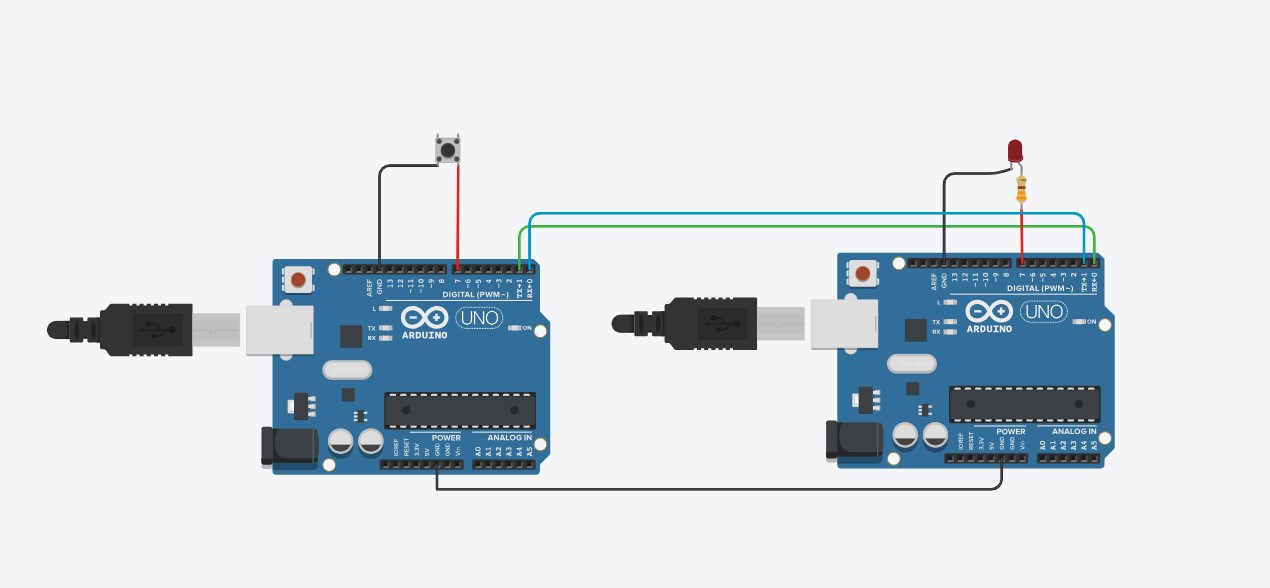 AREF
GND
13
12
~11
~10
~9
8
7
~6
~5
4
~3
2
TX→1
RX←0
DIGITAL (PWM~)
L
TX
RX
ARDUINO
UNO
ON
IOREF
RESET
3.3V
5V
GND
GND
Vin
POWER
ANALOG IN
A0
A1
A2
A3
A4
A5
AREF
GND
13
12
~11
~10
~9
8
7
~6
~5
4
~3
2
TX→1
RX←0
DIGITAL (PWM~)
L
TX
RX
ARDUINO
UNO
ON
POWER
ANALOG IN
IOREF
RESET
3.3V
5V
GND
GND
Vin
A0
A1
A2
A3
A4
A5